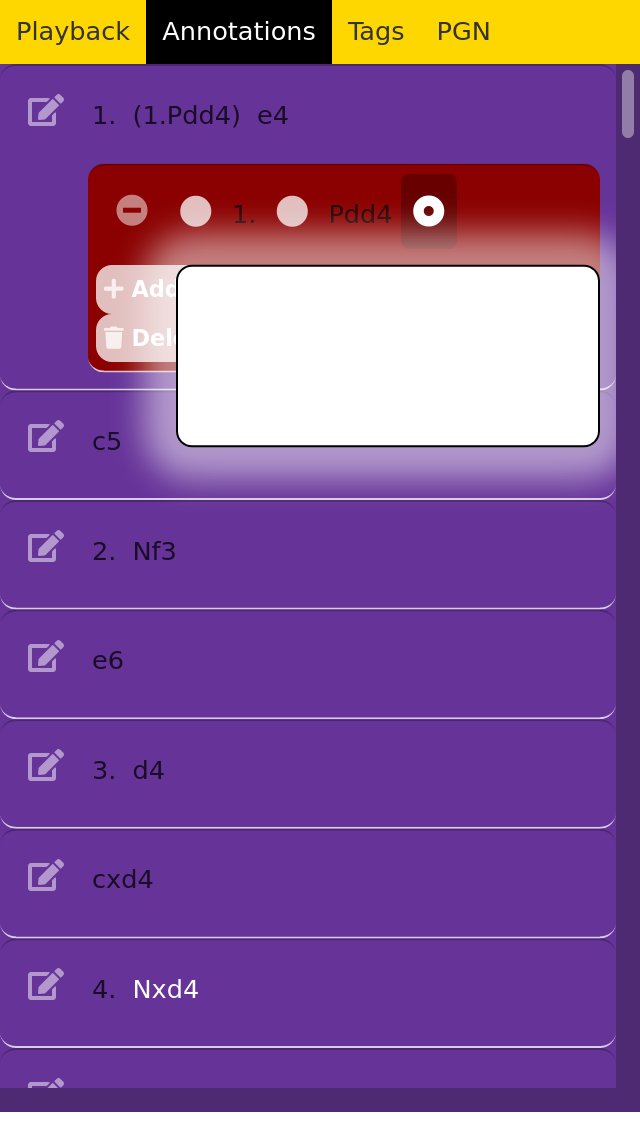 Playback Annotations Tags PGN
1. (1.Pdd4) e4
1. Pdd4
Add
c5
2. Nf3
e6
3. d4
cxd4
4. Nxd4